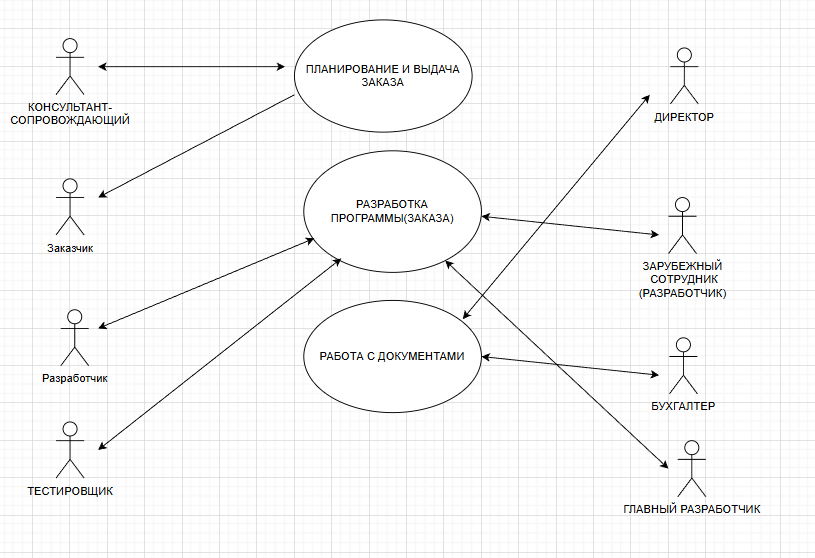 ПЛАНИРОВАНИЕ И ВЫДАЧА
ЗАКАЗА
КОНСУЛЬТАНТ-
СОПРОВОЖДАЮЩИЙ
ДИРЕКТОР
РАЗРАБОТКА
ПРОГРАММЫ(ЗАКАЗА)
Заказчик
ЗАРУБЕЖНЫЙ
СОТРУДНИК
(РАЗРАБОТЧИК)
РАБОТА С ДОКУМЕНТАМИ
Разработчик
БУХГАЛТЕР
ТЕСТИРОВЩИК
ГЛАВНЫЙ РАЗРАБОТЧИК